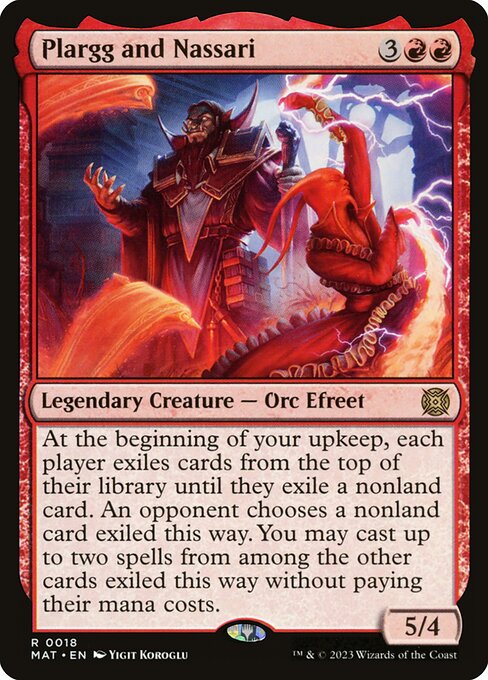 Plargg and Nassari 3
Legendary Creature — Orc Efreet
At the beginning of your upkeep, each
player exiles cards from the top of
their library until they exile a nonland
card. An opponent chooses a nonland
card exiled this way. You may cast up
to two spells from among the other
cards exiled this way without paying
their mana costs.
5/4
R 0018
MAT • EN Yigit Koroglu
™ & © 2023 Wizards of the Coast